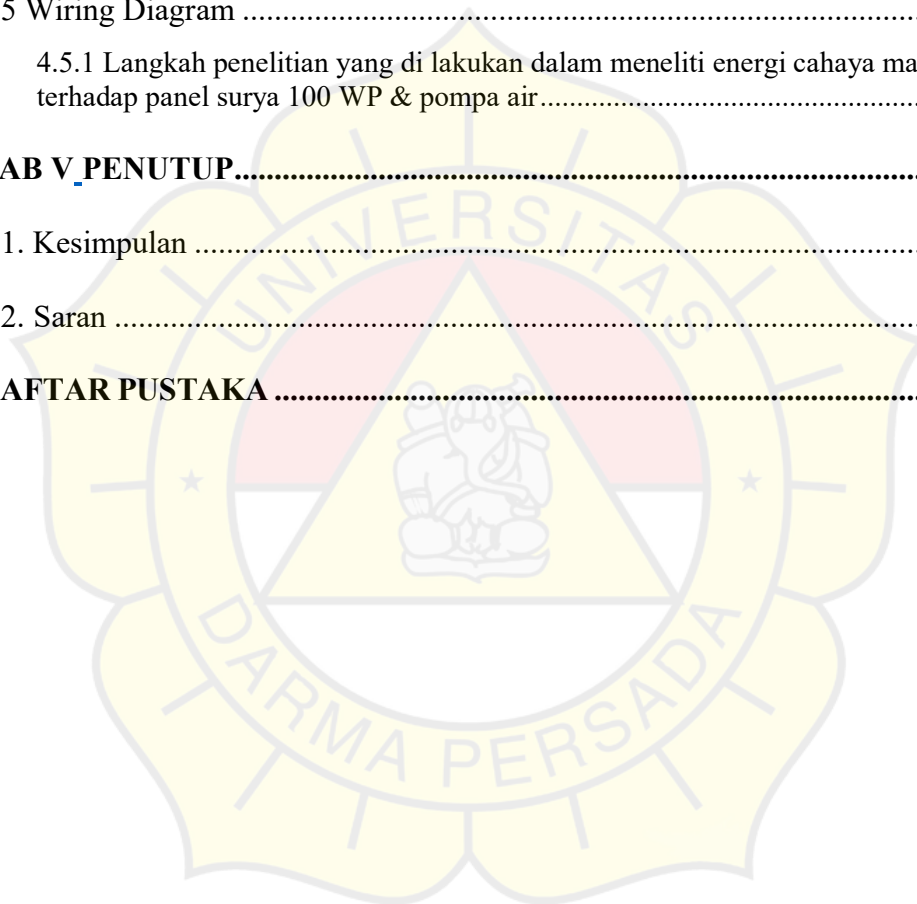 5 Wiring Diagram ........................................................................................
4.5.1 Langkah penelitian yang di lakukan dalam meneliti energi cahaya ma
terhadap panel surya 100 WP & pompa air...................................................
AB V PENUTUP.........................................................................................
1. Kesimpulan ..............................................................................................
2. Saran ........................................................................................................
AFTAR PUSTAKA ....................................................................................
UNIVERSITAS
DARMA PERSADA